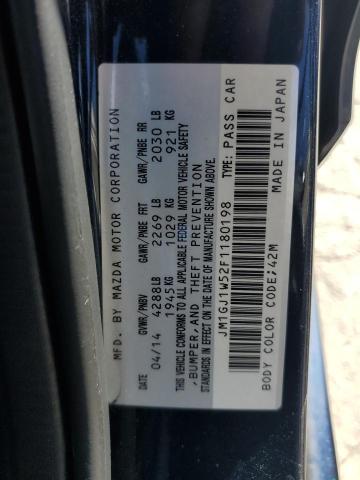 MFD. BY MAZDA MOTOR CORPORATION
DATE GVWR/PNBV GAWR/PNBE FRT GAWR/PNBE RR
04/14 4288LB 2269 LB 2030 LB
1945KG 1029 KG 921 KG
THIS VEHICLE CONFORMS TO ALL APPLICABLE FEDERAL MOTOR VEHICLE SAFETY
,BUMPER,AND THEFT PREVENTION
STANDARDS IN EFFECT ON THE DATE OF MANUFACTURE SHOWN ABOVE.
JM1GJ1W52F1180198 TYPE: PASS CAR
BODY COLOR CODE;42M MADE IN JAPAN